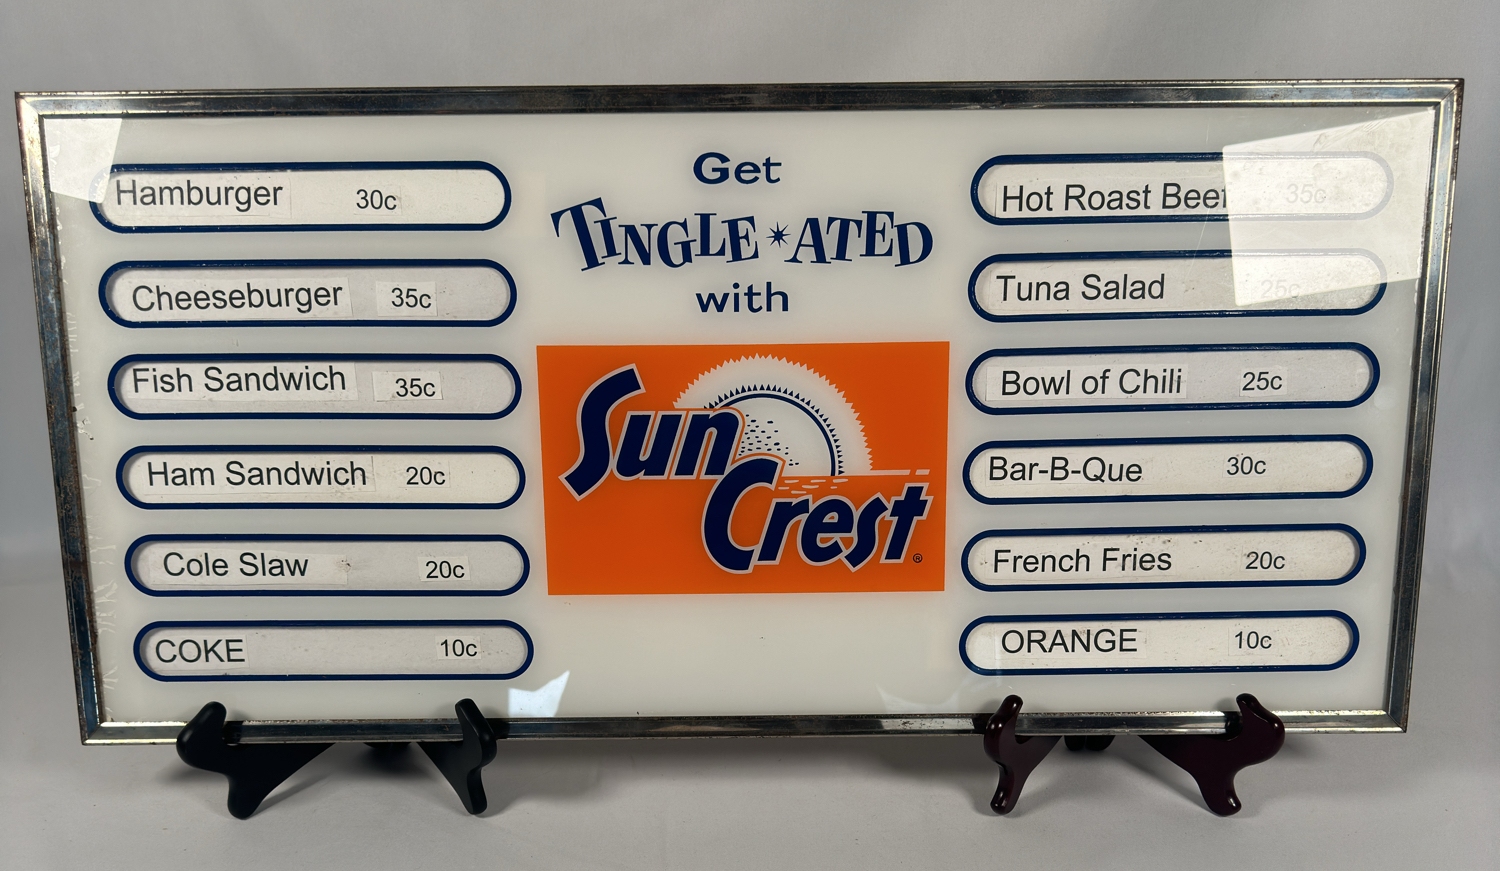 Hamburger 30c
Cheeseburger 35c
Fish Sandwich 35c
Ham Sandwich 20c
Cole Slaw 20c
COKE 10c
Get
TINGLE✷ATED
with
Sun
Crest®
Hot Roast Beef 35c
Tuna Salad 25c
Bowl of Chili 25c
Bar-B-Que 30c
French Fries 20c
ORANGE 10c